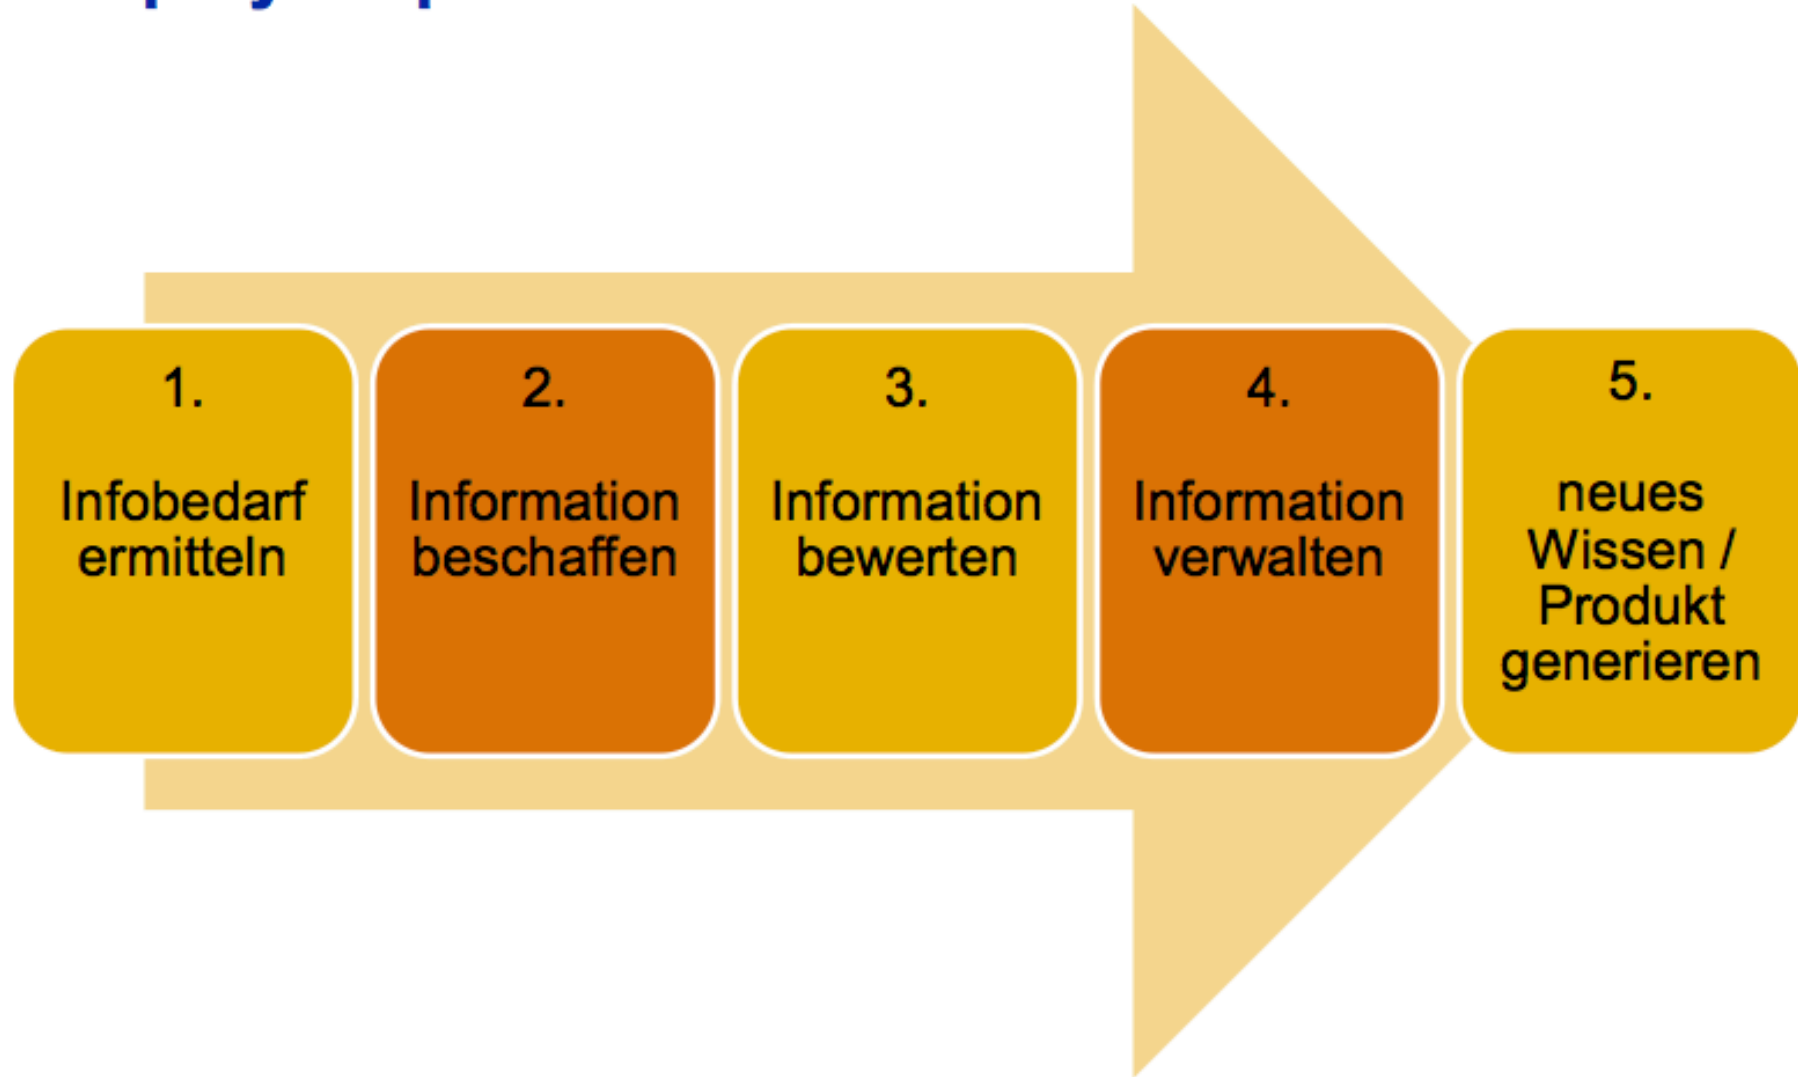 1.
Infobedarf
ermitteln
2.
Information
beschaffen
3.
Information
bewerten
4.
Information
verwalten
5.
neues
Wissen /
Produkt
generieren